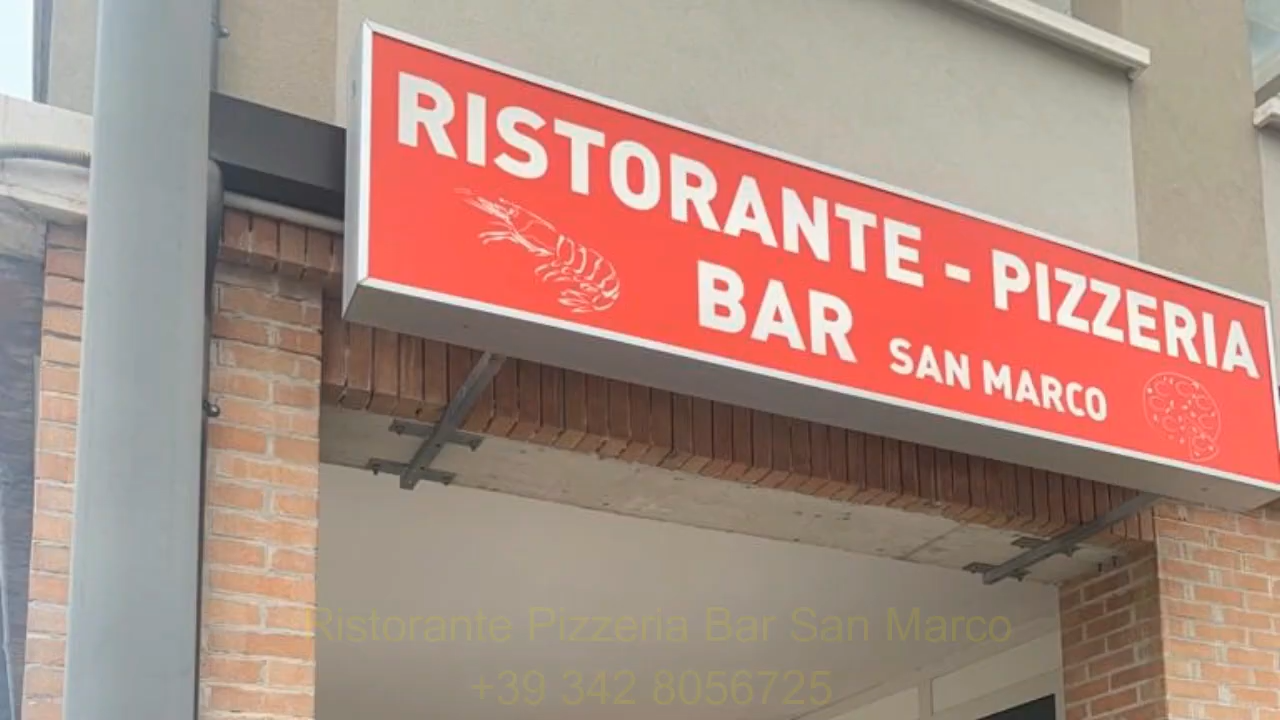 RISTORANTE - PIZZERIA
BAR SAN MARCO
Ristorante Pizzeria Bar San Marco
+39 342 8056725